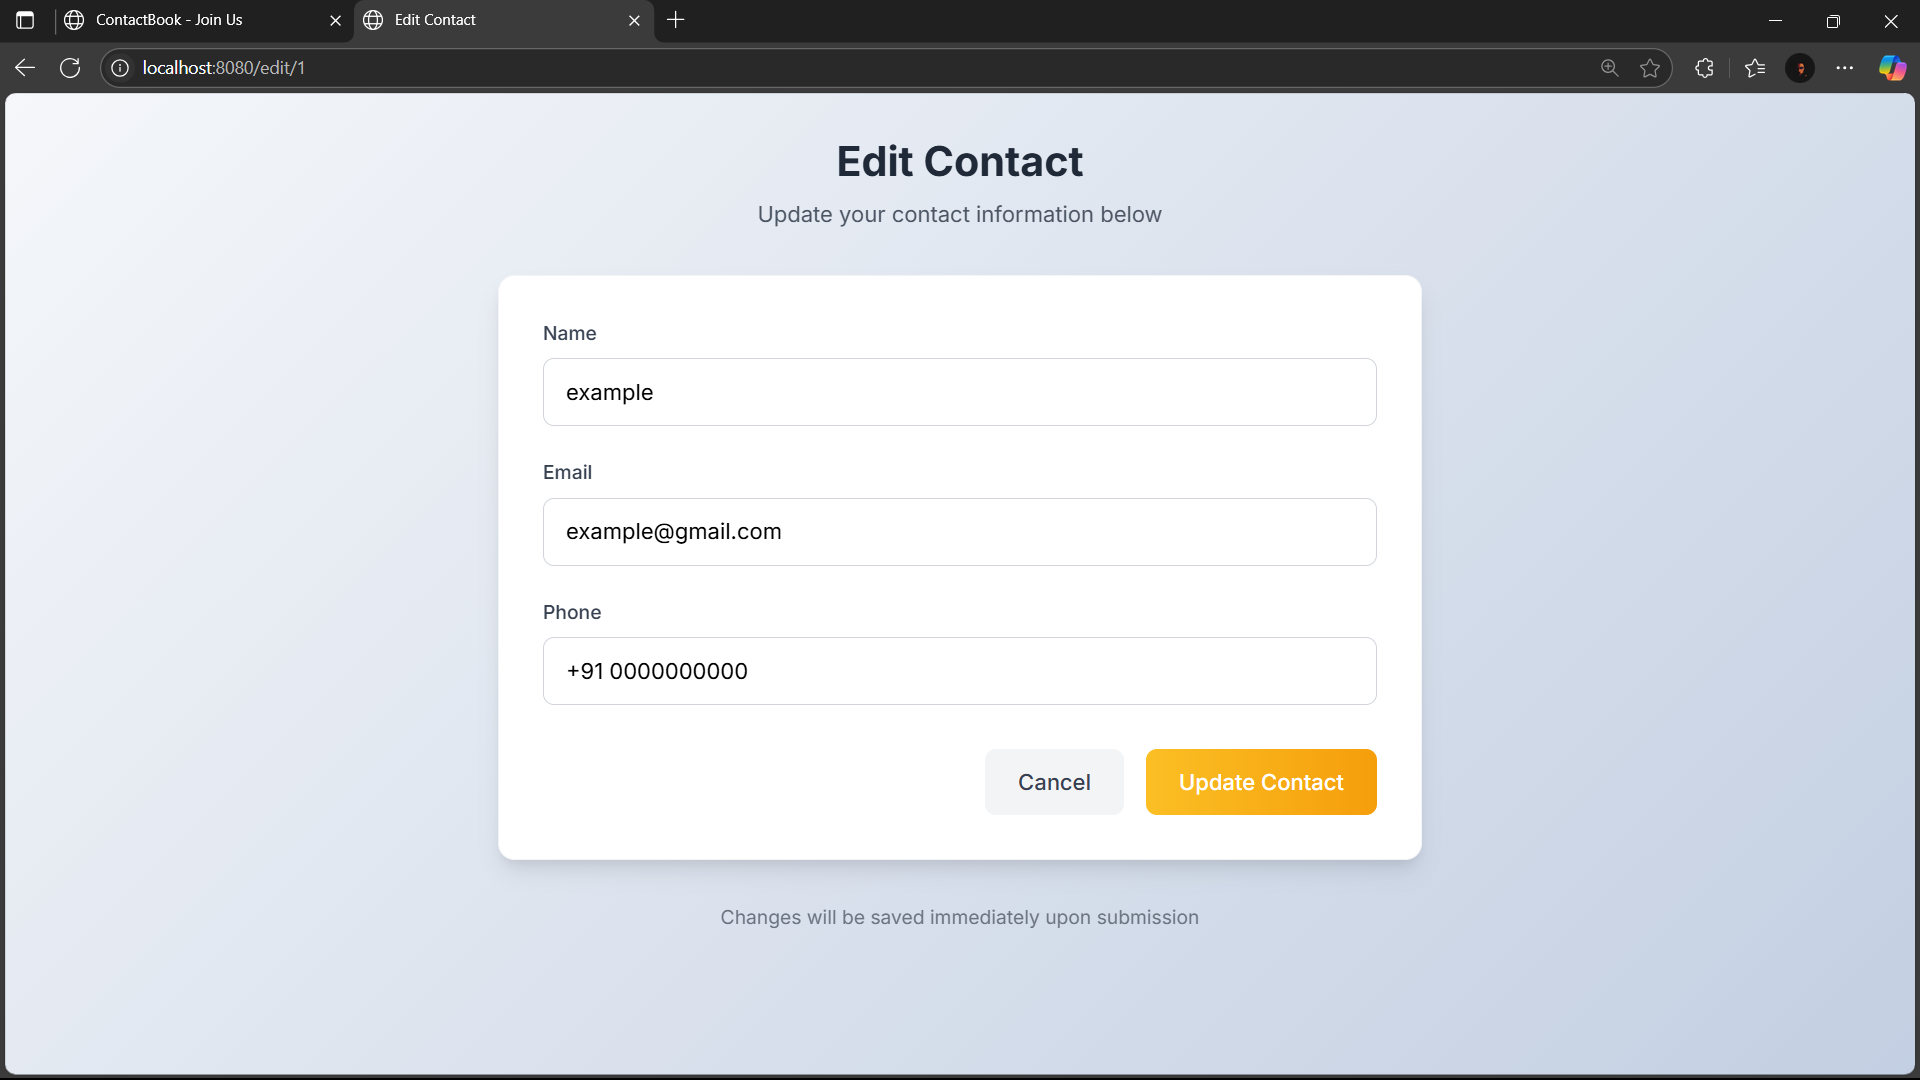 ContactBook - Join Us
Edit Contact
localhost:8080/edit/1
Edit Contact
Update your contact information below
Name
example
Email
example@gmail.com
Phone
+91 0000000000
Cancel
Update Contact
Changes will be saved immediately upon submission